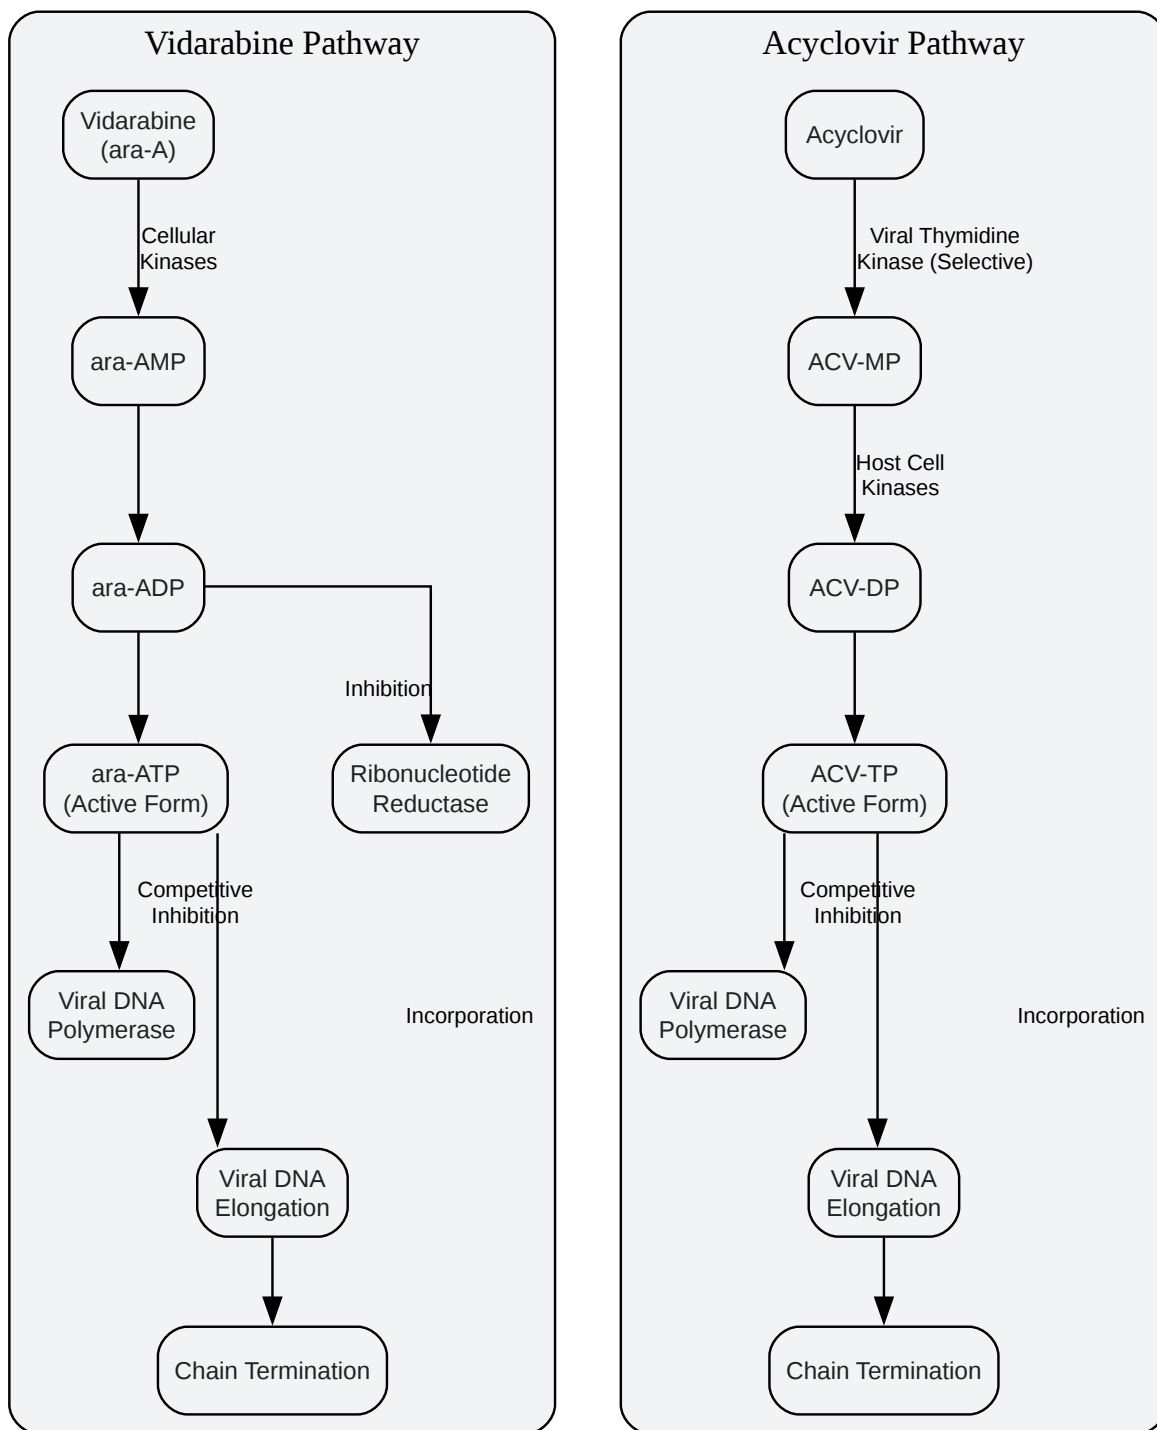 Vidarabine Pathway
Vidarabine
(ara-A)
Cellular
Kinases
ara-AMP
ara-ADP
Inhibition
ara-ATP
(Active Form)
Ribonucleotide
Reductase
Competitive
Inhibition
Viral DNA
Polymerase
Incorporation
Viral DNA
Elongation
Chain Termination
Acyclovir Pathway
Acyclovir
Viral Thymidine
Kinase (Selective)
ACV-MP
Host Cell
Kinases
ACV-DP
ACV-TP
(Active Form)
Competitive
Inhibition
Viral DNA
Polymerase
Incorporation
Viral DNA
Elongation
Chain Termination